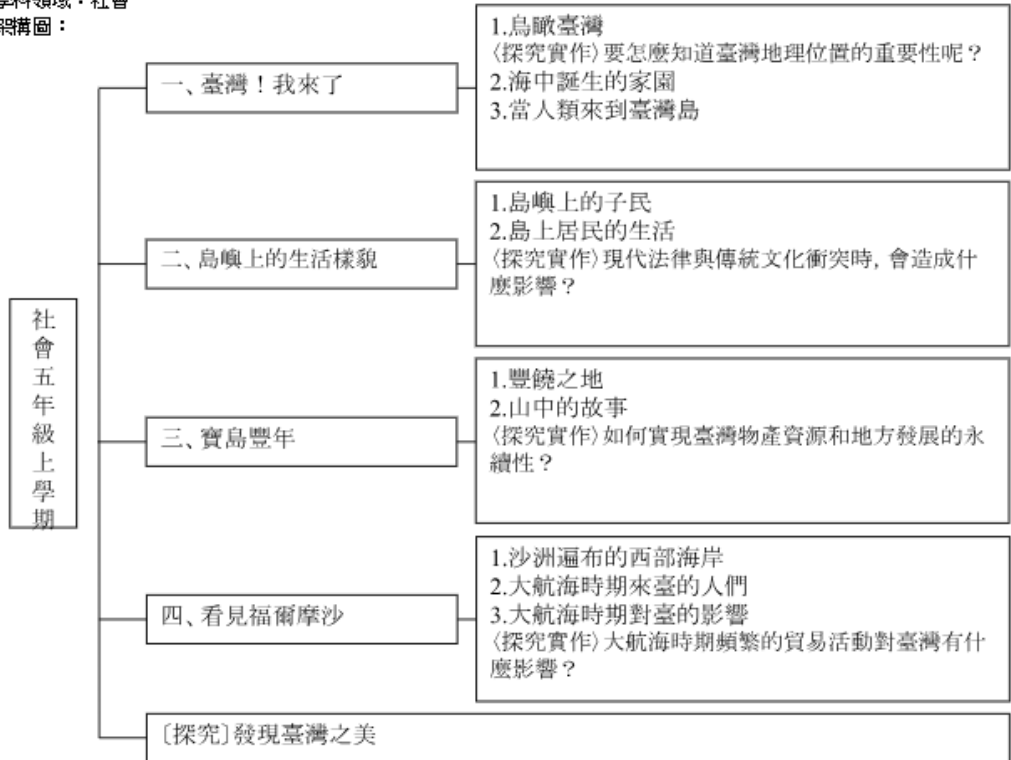 學科領域：社會
架構圖：
社會五年級上學期
一、臺灣！我來了
1.鳥瞰臺灣
〈探究實作〉要怎麼知道臺灣地理位置的重要性呢？
2.海中誕生的家園
3.當人類來到臺灣島
二、島嶼上的生活樣貌
1.島嶼上的子民
2.島上居民的生活
〈探究實作〉現代法律與傳統文化衝突時，會造成什
麼影響？
三、寶島豐年
1.豐饒之地
2.山中的故事
〈探究實作〉如何實現臺灣物產資源和地方發展的永
續性？
四、看見福爾摩沙
1.沙洲遍布的西部海岸
2.大航海時期來臺的人們
3.大航海時期對臺的影響
〈探究實作〉大航海時期頻繁的貿易活動對臺灣有什
麼影響？
〔探究〕發現臺灣之美